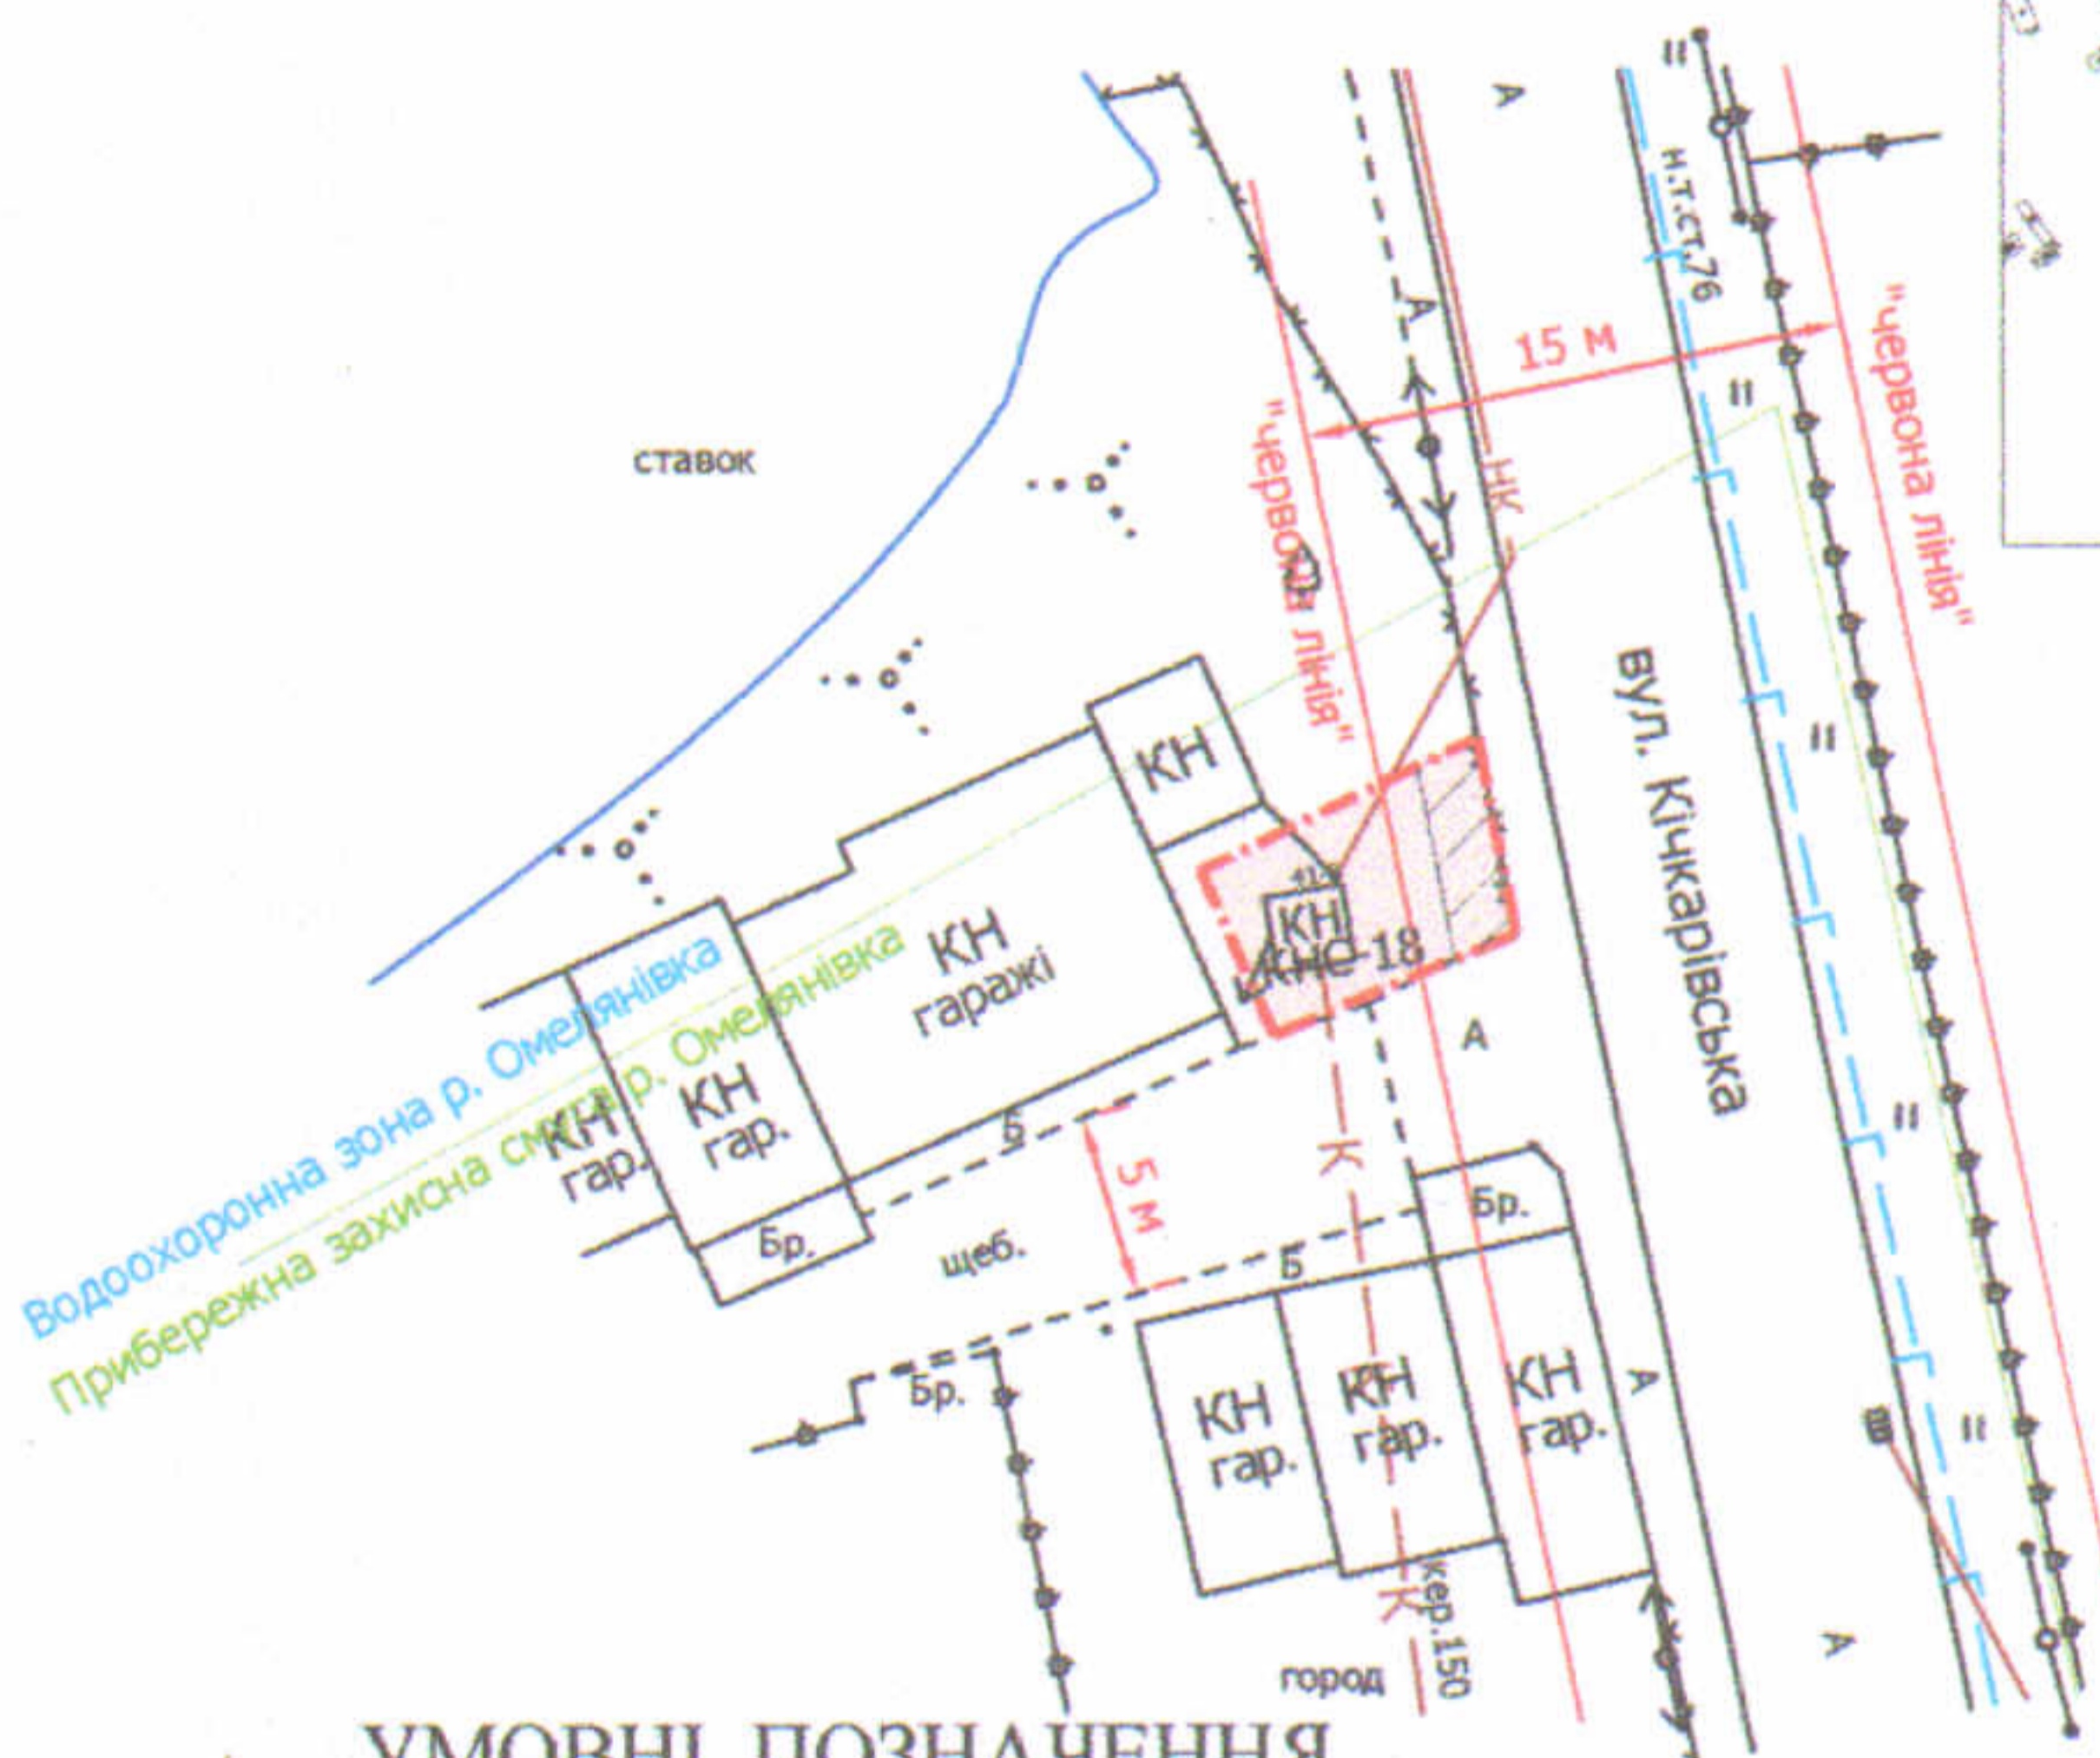 А
н.т.ст.76
А
15 м
"червона лінія"
"червона лінія"
ставок
НК
вул. Кічкарівська
КН
КН
КНС-18
КН
гаражі
А
Водоохоронна зона р. Омелянівка
Прибережна захисна смуга р. Омелянівка
КН
гар.
КН
гар.
Б
5 м
К
Бр.
Бр.
щеб.
Б
Бр.
КН
гар.
КН
гар.
КН
гар.
А
К
кер.150
А
город
УМОВНІ ПОЗНАЧЕННЯ